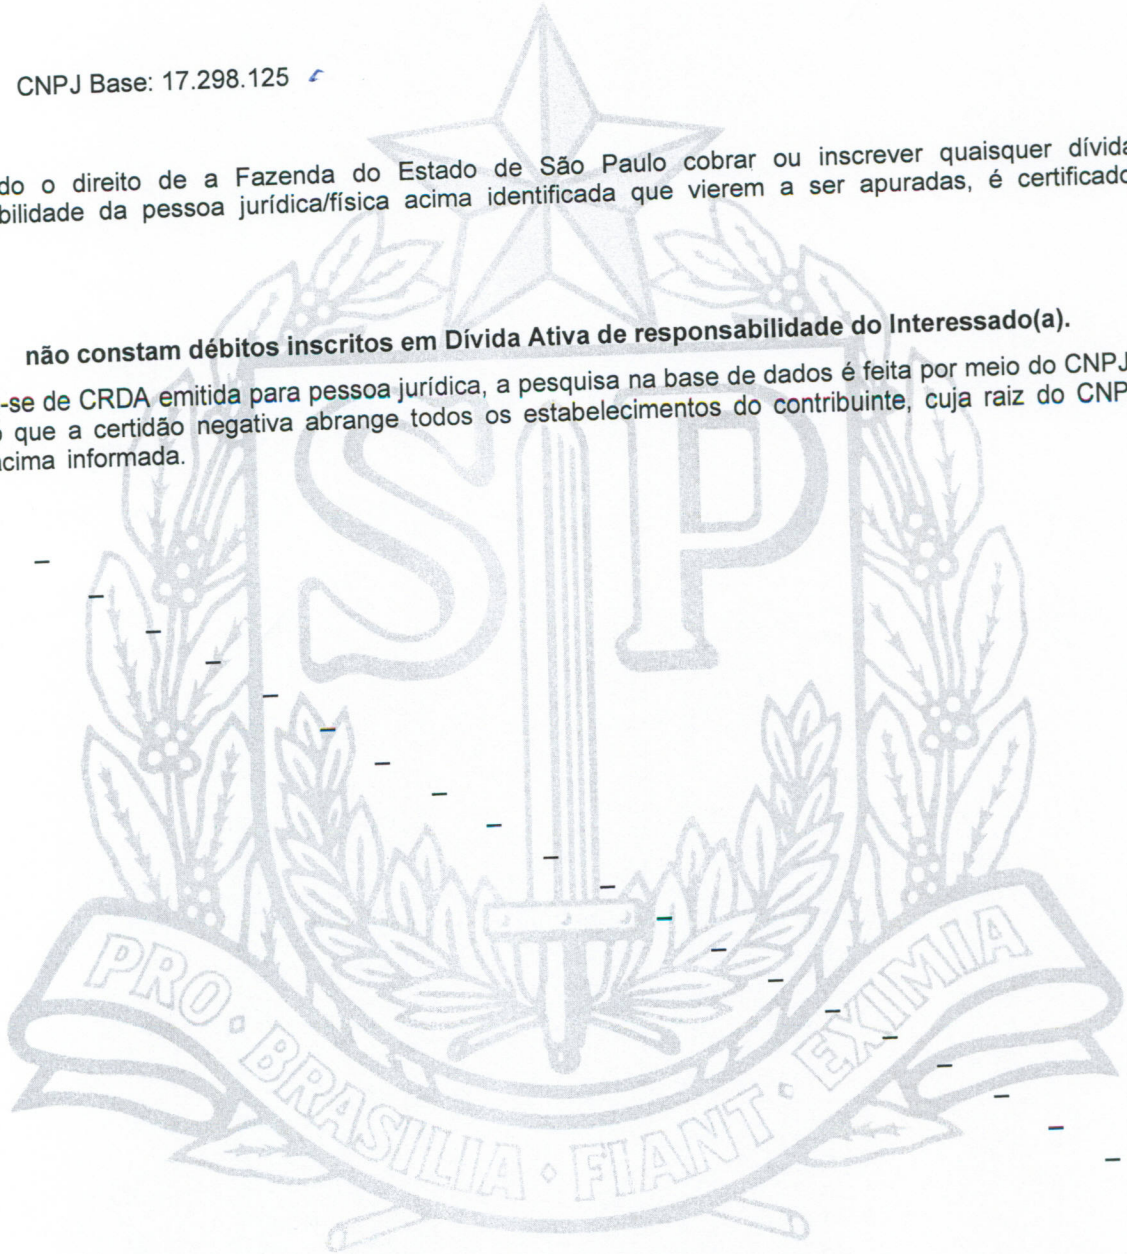 CNPJ Base: 17.298.125
do o direito de a Fazenda do Estado de São Paulo cobrar ou inscrever quaisquer dívida
bilidade da pessoa jurídica/física acima identificada que vierem a ser apuradas, é certificado
não constam débitos inscritos em Dívida Ativa de responsabilidade do Interessado(a).
-se de CRDA emitida para pessoa jurídica, a pesquisa na base de dados é feita por meio do CNPJ
o que a certidão negativa abrange todos os estabelecimentos do contribuinte, cuja raiz do CNP
acima informada.
SP
PRO · BRASILIA · FIANT · EXIMIA